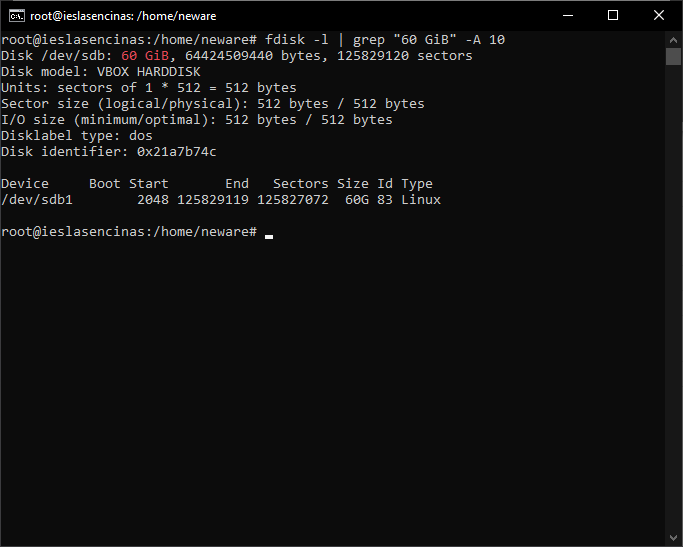 root@ieslasencinas: /home/neware
root@ieslasencinas:/home/neware# fdisk -l | grep "60 GiB" -A 10
Disk /dev/sdb: 60 GiB, 64424509440 bytes, 125829120 sectors
Disk model: VBOX HARDDISK
Units: sectors of 1 * 512 = 512 bytes
Sector size (logical/physical): 512 bytes / 512 bytes
I/O size (minimum/optimal): 512 bytes / 512 bytes
Disklabel type: dos
Disk identifier: 0x21a7b74c
Device     Boot Start       End   Sectors Size Id Type
/dev/sdb1        2048 125829119 125827072  60G 83 Linux
root@ieslasencinas:/home/neware#